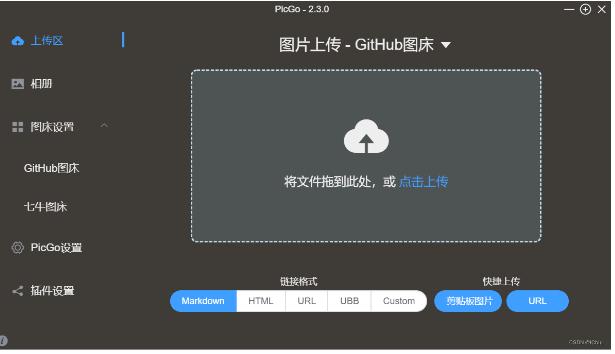 PicGo - 2.3.0
上传区
图片上传 - GitHub图床
相册
图床设置
GitHub图床
七牛图床
PicGo设置
插件设置
将文件拖到此处，或 点击上传
链接格式
快捷上传
Markdown HTML URL UBB Custom
剪贴板图片 URL